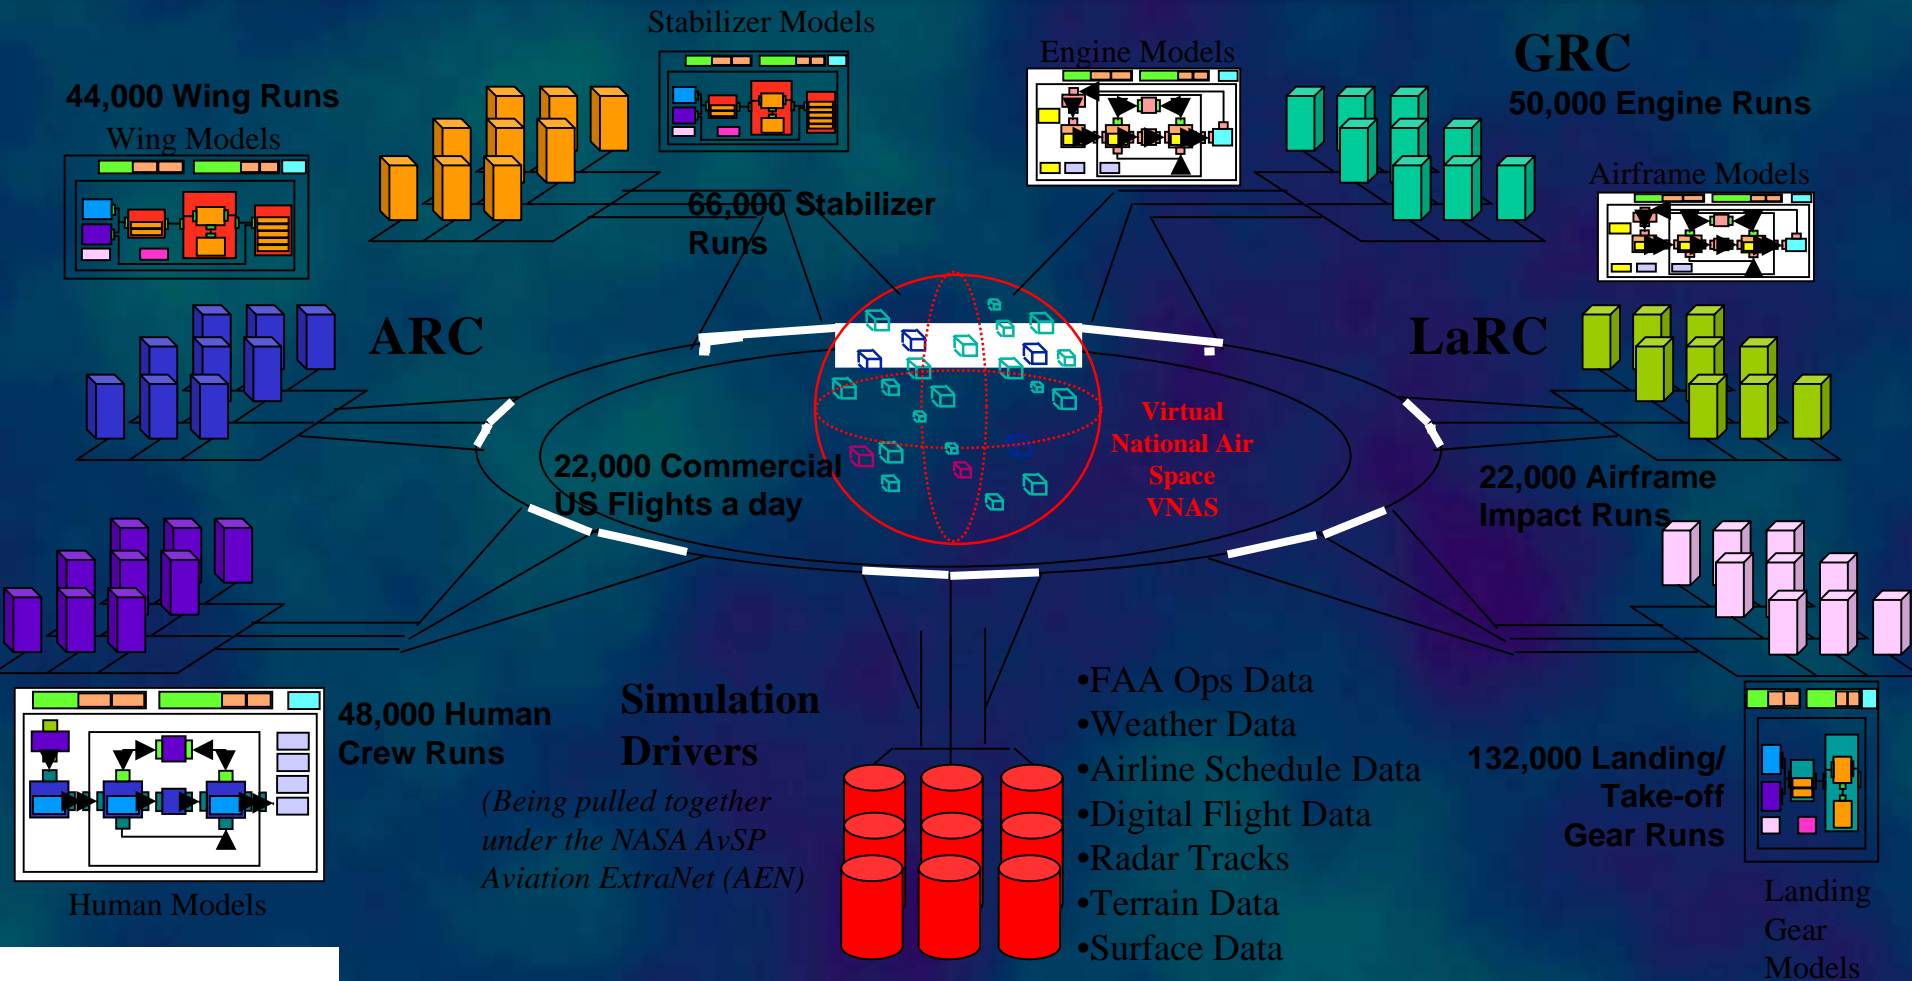 Stabilizer Models
44,000 Wing Runs
Wing Models
66,000 Stabilizer
Runs
Engine Models
GRC
50,000 Engine Runs
Airframe Models
ARC
LaRC
Virtual
National Air
Space
VNAS
22,000 Commercial
US Flights a day
22,000 Airframe
Impact Runs
48,000 Human
Crew Runs
Human Models
Simulation
Drivers
(Being pulled together
under the NASA AvSP
Aviation ExtraNet (AEN)
•FAA Ops Data
•Weather Data
•Airline Schedule Data
•Digital Flight Data
•Radar Tracks
•Terrain Data
•Surface Data
132,000 Landing/
Take-off
Gear Runs
Landing
Gear
Models